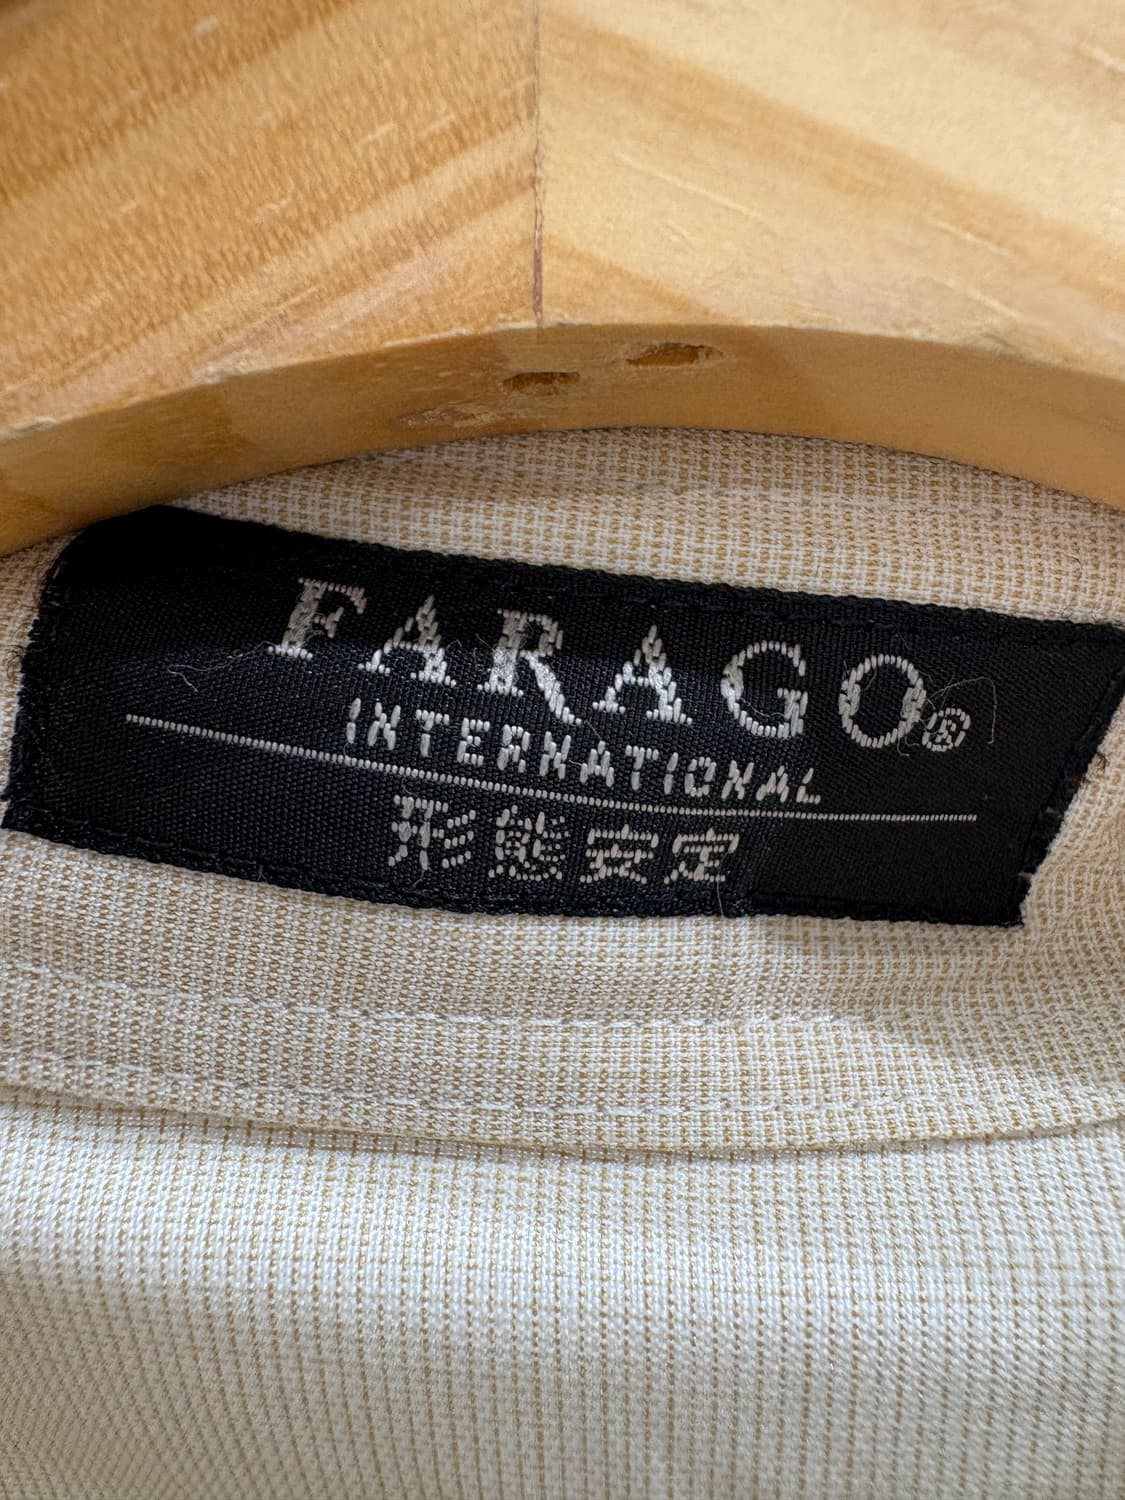 FARAGO®
INTERNATIONAL
形態安定